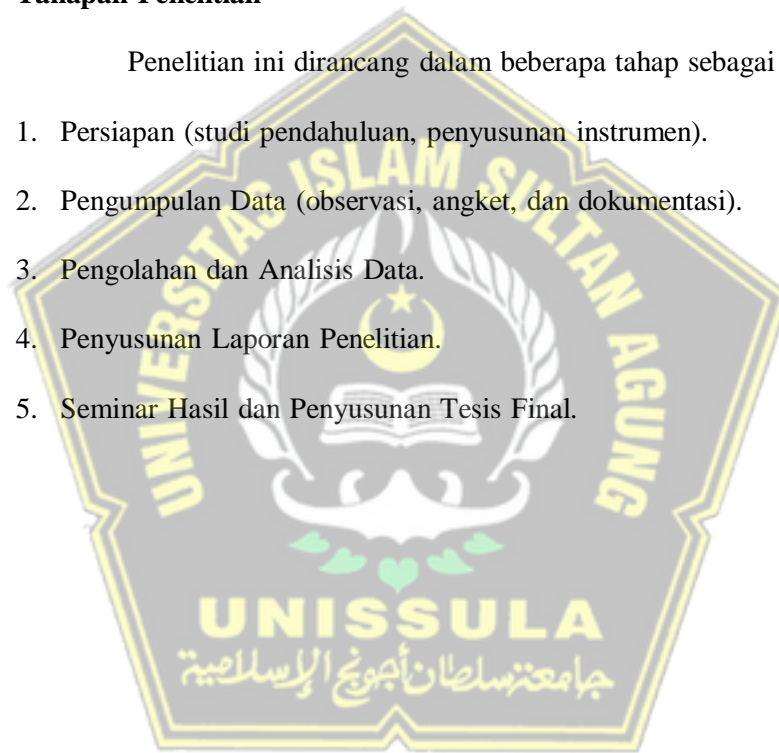 Penelitian ini dirancang dalam beberapa tahap sebagai
1. Persiapan (studi pendahuluan, penyusunan instrumen).
2. Pengumpulan Data (observasi, angket, dan dokumentasi).
3. Pengolahan dan Analisis Data.
4. Penyusunan Laporan Penelitian.
5. Seminar Hasil dan Penyusunan Tesis Final.
UNIVERSITAS ISLAM SULTAN AGUNG
UNISSULA
جامعة سلطان أجونج الإسلامية